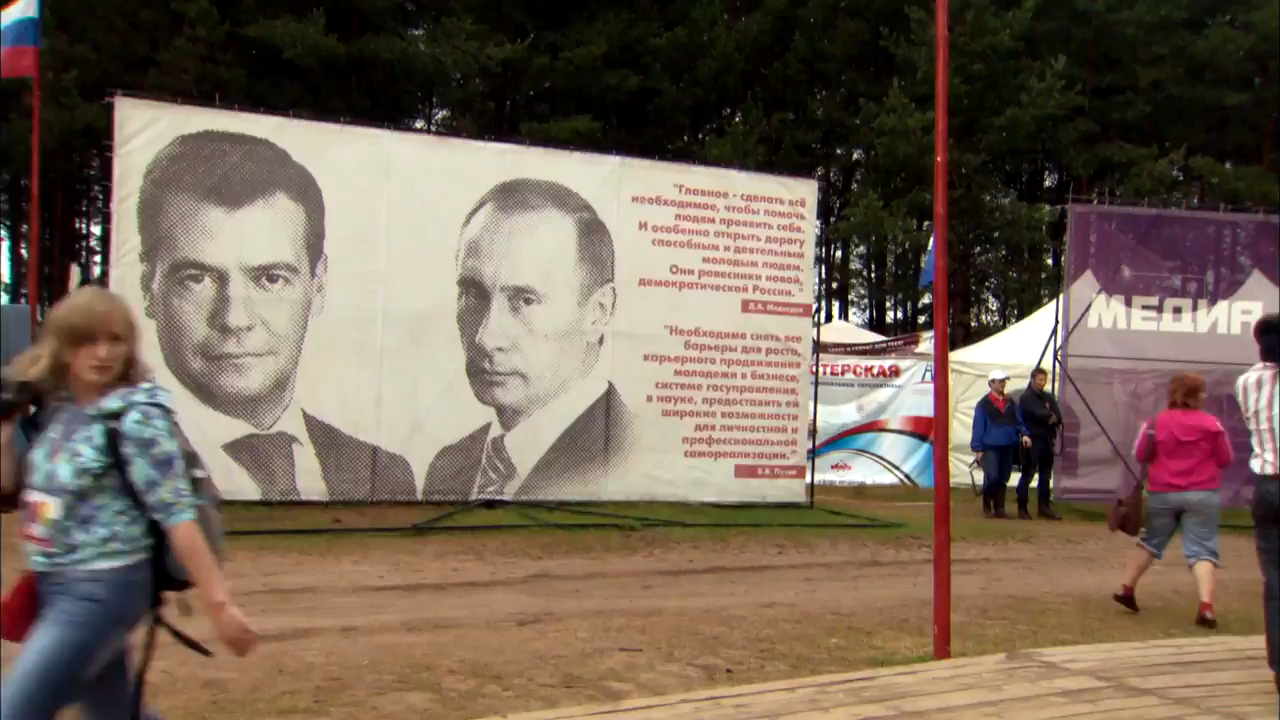 "Главное - сделать всё
необходимое, чтобы помочь
людям проявить себя.
И особенно открыть дорогу
способным и деятельным
молодым людям.
Они ровесники новой,
демократической России."
Д.А. Медведев
"Необходимо снять все
барьеры для роста,
карьерного продвижения
молодежи в бизнесе,
системе госуправления,
в науке, предоставить ей
широкие возможности
для личностной и
профессиональной
самореализации."
В.В. Путин
СТЕРСКАЯ
МЕДИА